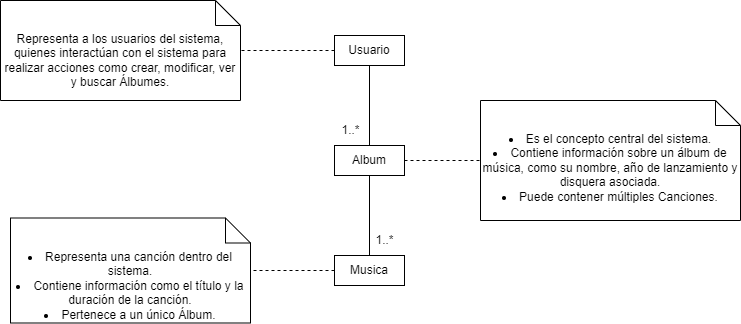 Representa a los usuarios del sistema,
quienes interactúan con el sistema para
realizar acciones como crear, modificar, ver
y buscar Álbumes.
Usuario
1..*
Album
• Es el concepto central del sistema.
• Contiene información sobre un álbum de
música, como su nombre, año de lanzamiento y
disquera asociada.
• Puede contener múltiples Canciones.
1..*
Musica
• Representa una canción dentro del
sistema.
• Contiene información como el título y la
duración de la canción.
• Pertenece a un único Álbum.